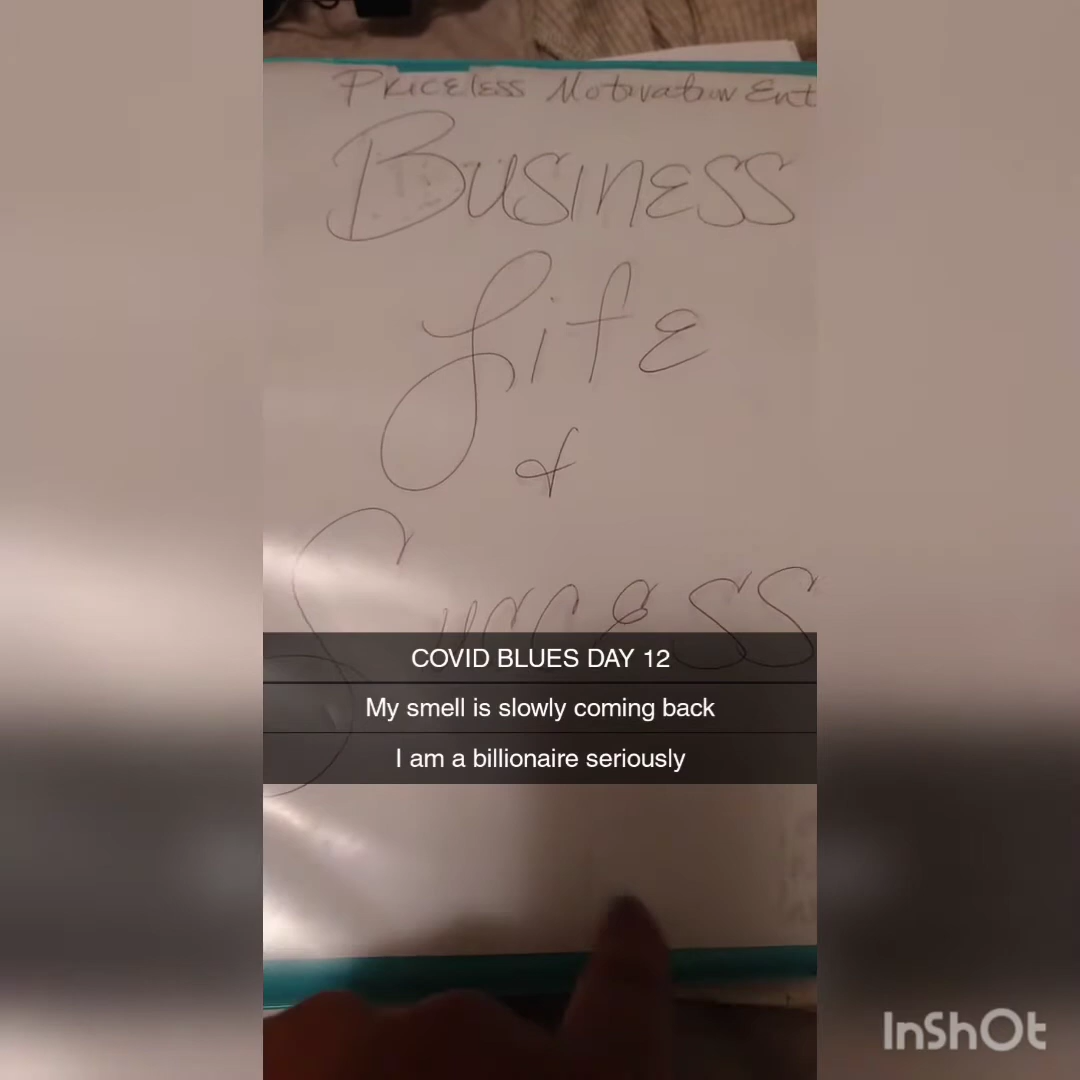 Priceless Motivation Ent
Business
Life
&
Success
COVID BLUES DAY 12
My smell is slowly coming back
I am a billionaire seriously
InShOt